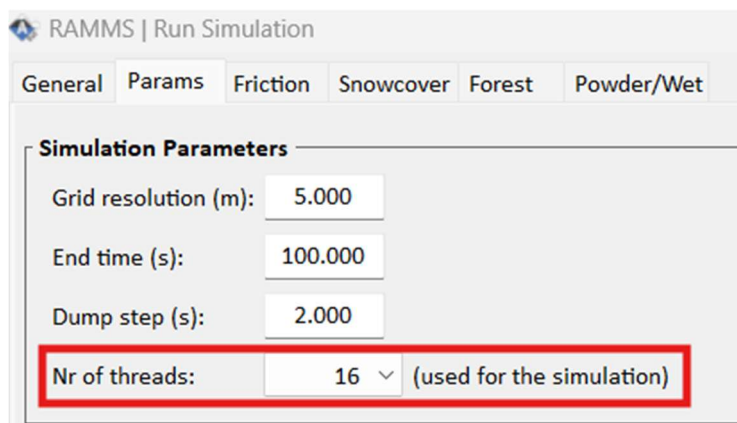 RAMMS | Run Simulation
General Params Friction Snowcover Forest Powder/Wet
Simulation Parameters
Grid resolution (m): 5.000
End time (s): 100.000
Dump step (s): 2.000
Nr of threads: 16 (used for the simulation)